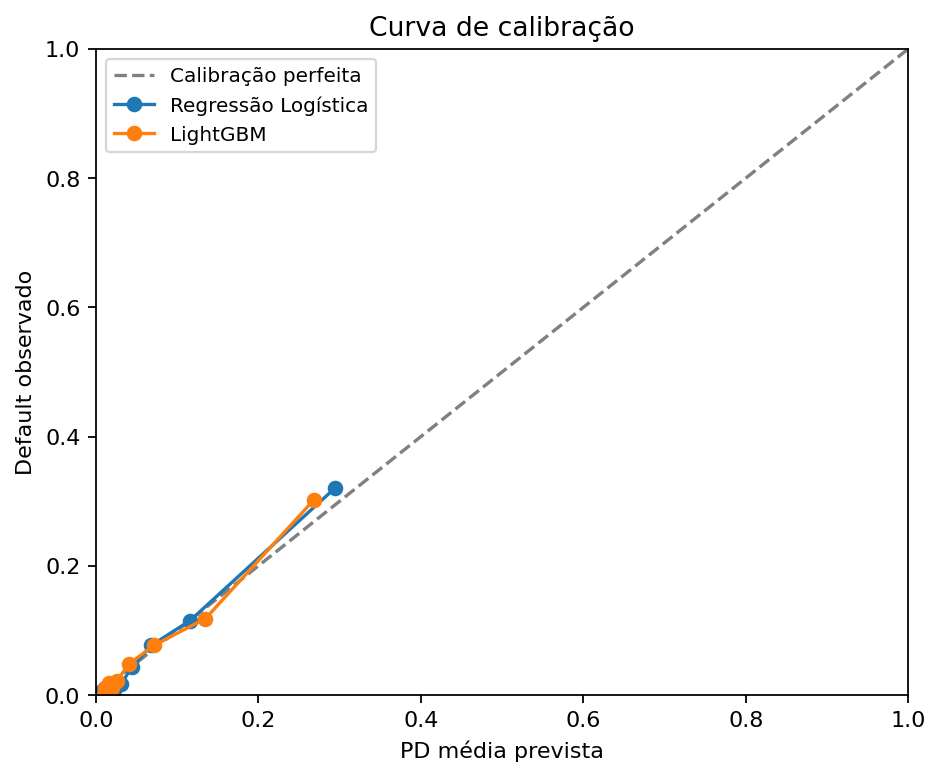 Curva de calibração
Calibração perfeita
Regressão Logística
LightGBM
Default observado
1.0
0.8
0.6
0.4
0.2
0.0
0.0 0.2 0.4 0.6 0.8 1.0
PD média prevista